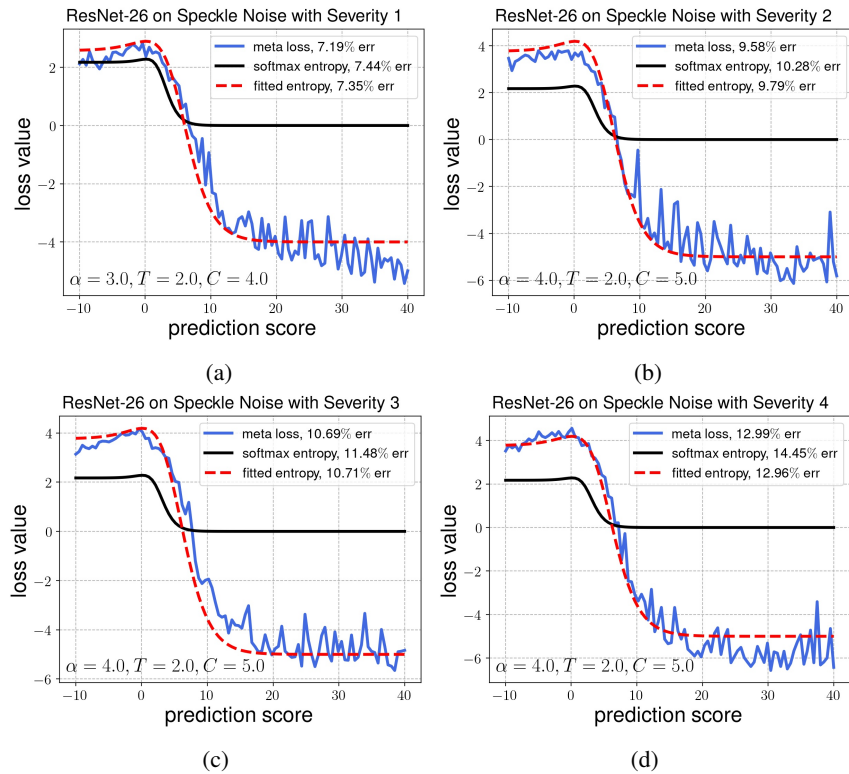 ResNet-26 on Speckle Noise with Severity 1
meta loss, 7.19% err
softmax entropy, 7.44% err
fitted entropy, 7.35% err
2
0
−2
−4
loss value
α = 3.0, T = 2.0, C = 4.0
−10 0 10 20 30 40
prediction score
(a)
ResNet-26 on Speckle Noise with Severity 2
meta loss, 9.58% err
softmax entropy, 10.28% err
fitted entropy, 9.79% err
4
2
0
−2
−4
−6
loss value
α = 4.0, T = 2.0, C = 5.0
−10 0 10 20 30 40
prediction score
(b)
ResNet-26 on Speckle Noise with Severity 3
meta loss, 10.69% err
softmax entropy, 11.48% err
fitted entropy, 10.71% err
4
2
0
−2
−4
−6
loss value
α = 4.0, T = 2.0, C = 5.0
−10 0 10 20 30 40
prediction score
(c)
ResNet-26 on Speckle Noise with Severity 4
meta loss, 12.99% err
softmax entropy, 14.45% err
fitted entropy, 12.96% err
4
2
0
−2
−4
−6
loss value
α = 4.0, T = 2.0, C = 5.0
−10 0 10 20 30 40
prediction score
(d)